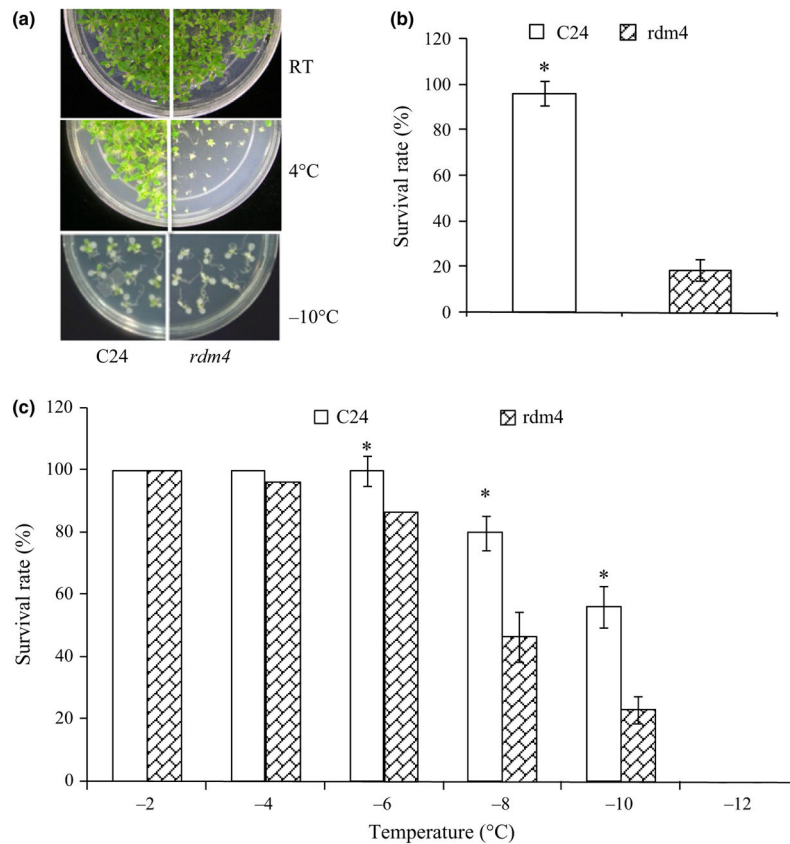 (a)
RT
4°C
–10°C
C24 rdm4
(b)
C24 rdm4
Survival rate (%)
120
100
80
60
40
20
0
*
(c)
C24 rdm4
Survival rate (%)
120
100
80
60
40
20
0
* * *
–2 –4 –6 –8 –10 –12
Temperature (°C)